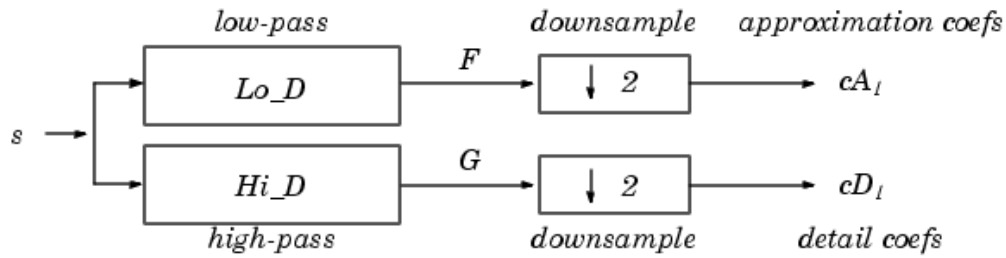 low-pass downsample approximation coefs
F
Lo_D ↓ 2 cA₁
s
G
Hi_D ↓ 2 cD₁
high-pass downsample detail coefs